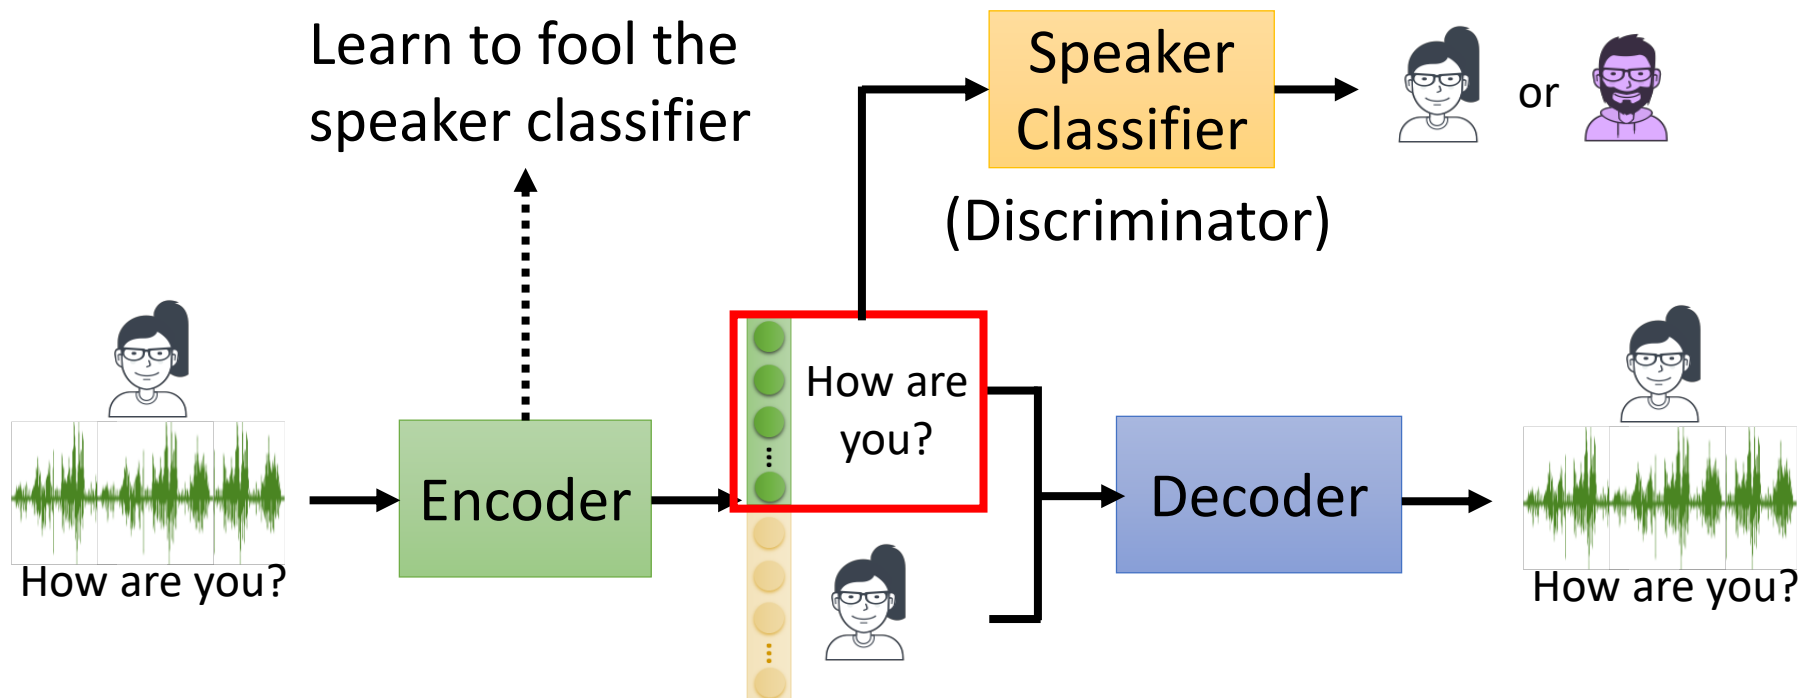 Learn to fool the
speaker classifier
Speaker
Classifier
or
(Discriminator)
How are
you?
Encoder
Decoder
How are you?
How are you?